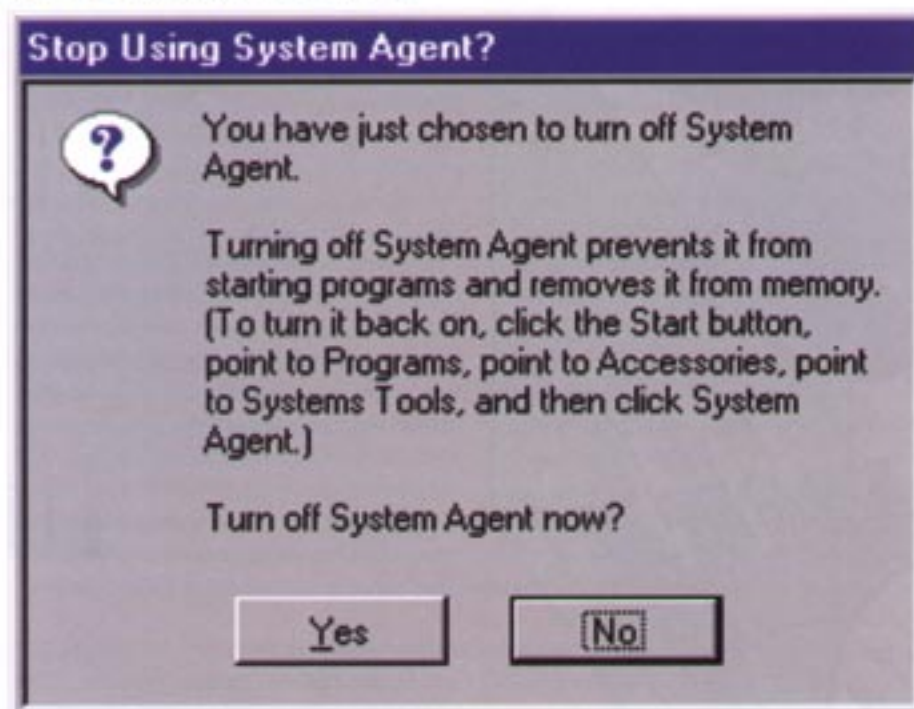 Stop Using System Agent?
?
You have just chosen to turn off System
Agent.
Turning off System Agent prevents it from
starting programs and removes it from memory.
(To turn it back on, click the Start button,
point to Programs, point to Accessories, point
to Systems Tools, and then click System
Agent.)
Turn off System Agent now?
Yes
No